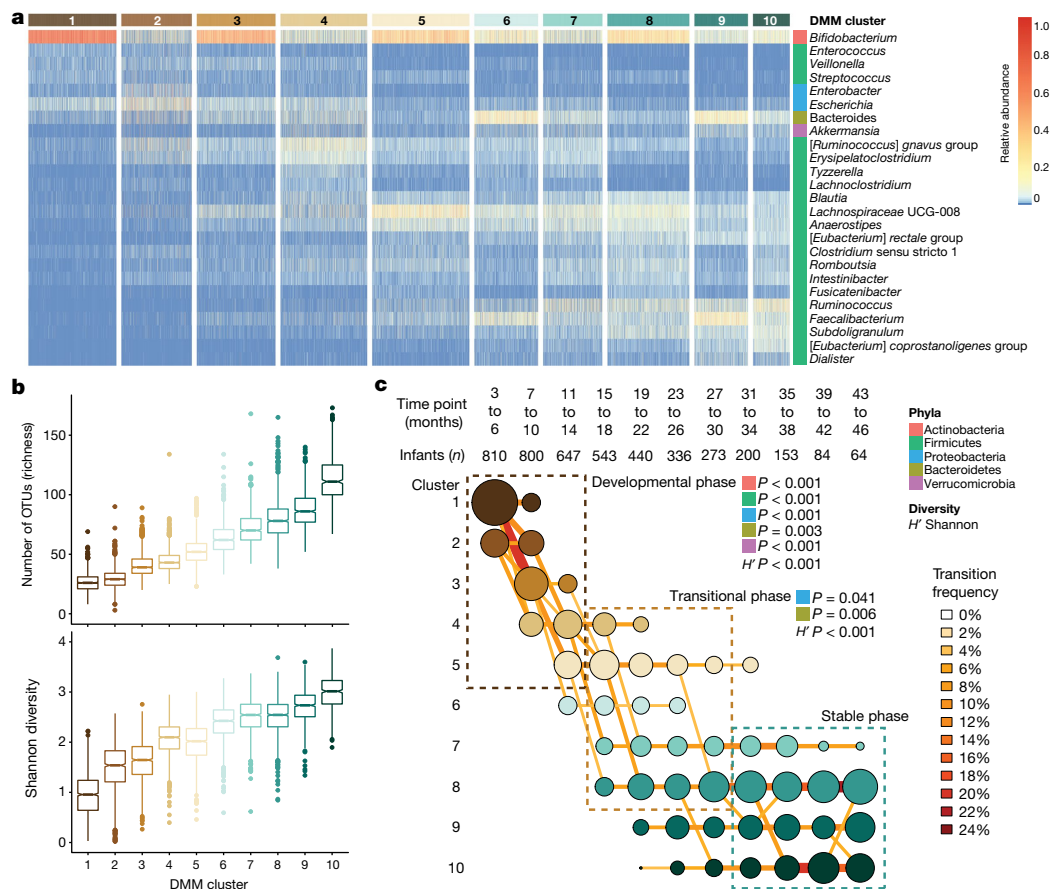 a
1 2 3 4 5 6 7 8 9 10 DMM cluster
Bifidobacterium
Enterococcus
Veillonella
Streptococcus
Enterobacter
Escherichia
Bacteroides
Akkermansia
[Ruminococcus] gnavus group
Erysipelatoclostridium
Tyzzerella
Lachnoclostridium
Blautia
Lachnospiraceae UCG-008
Anaerostipes
[Eubacterium] rectale group
Clostridium sensu stricto 1
Romboutsia
Intestinibacter
Fusicatenibacter
Ruminococcus
Faecalibacterium
Subdoligranulum
[Eubacterium] coprostanoligenes group
Dialister
Relative abundance
1.0
0.8
0.6
0.4
0.2
0
b
Number of OTUs (richness)
150
100
50
0
Shannon diversity
4
3
2
1
0
1 2 3 4 5 6 7 8 9 10
DMM cluster
c
Time point
(months)
3 7 11 15 19 23 27 31 35 39 43
to to to to to to to to to to to
6 10 14 18 22 26 30 34 38 42 46
Infants (n) 810 800 647 543 440 336 273 200 153 84 64
Cluster
1
2
3
4
5
6
7
8
9
10
Developmental phase
P < 0.001
P < 0.001
P < 0.001
P = 0.003
P < 0.001
H′ P < 0.001
Transitional phase
P = 0.041
P = 0.006
H′ P < 0.001
Stable phase
Phyla
Actinobacteria
Firmicutes
Proteobacteria
Bacteroidetes
Verrucomicrobia
Diversity
H′ Shannon
Transition
frequency
0%
2%
4%
6%
8%
10%
12%
14%
16%
18%
20%
22%
24%